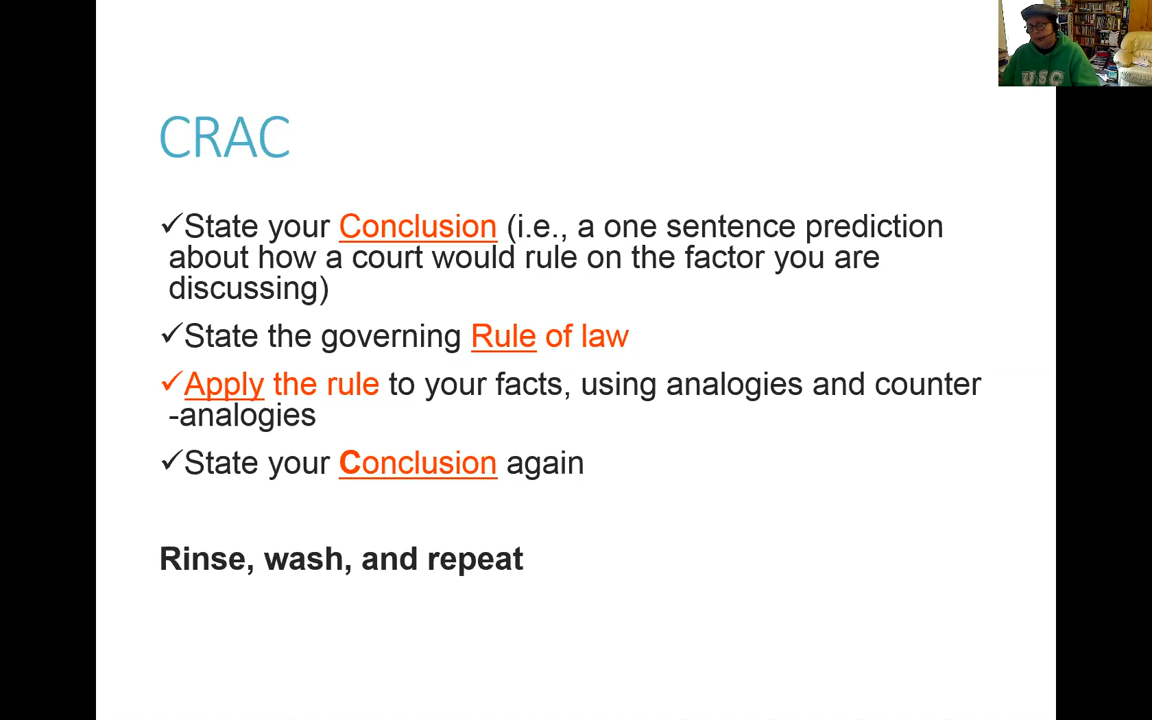 CRAC
✓State your Conclusion (i.e., a one sentence prediction
about how a court would rule on the factor you are
discussing)
✓State the governing Rule of law
✓Apply the rule to your facts, using analogies and counter
-analogies
✓State your Conclusion again
Rinse, wash, and repeat
USC